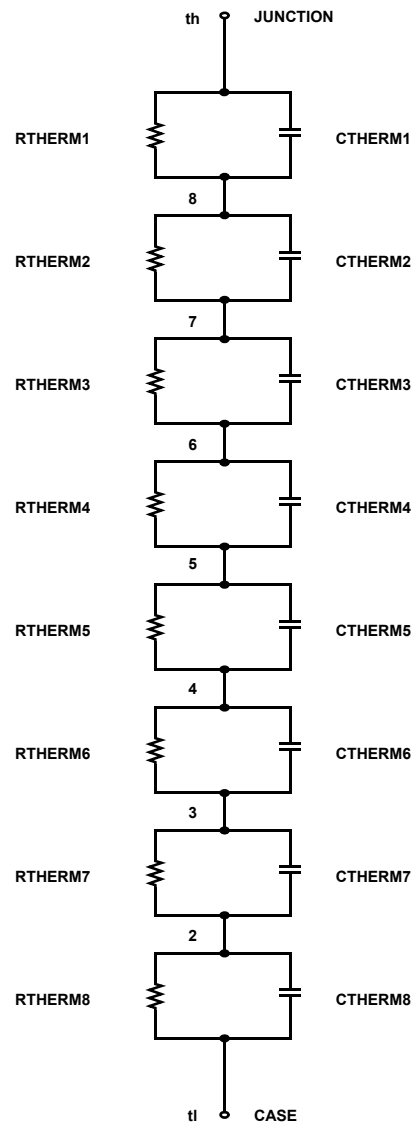 th JUNCTION
RTHERM1 CTHERM1
8
RTHERM2 CTHERM2
7
RTHERM3 CTHERM3
6
RTHERM4 CTHERM4
5
RTHERM5 CTHERM5
4
RTHERM6 CTHERM6
3
RTHERM7 CTHERM7
2
RTHERM8 CTHERM8
tl CASE